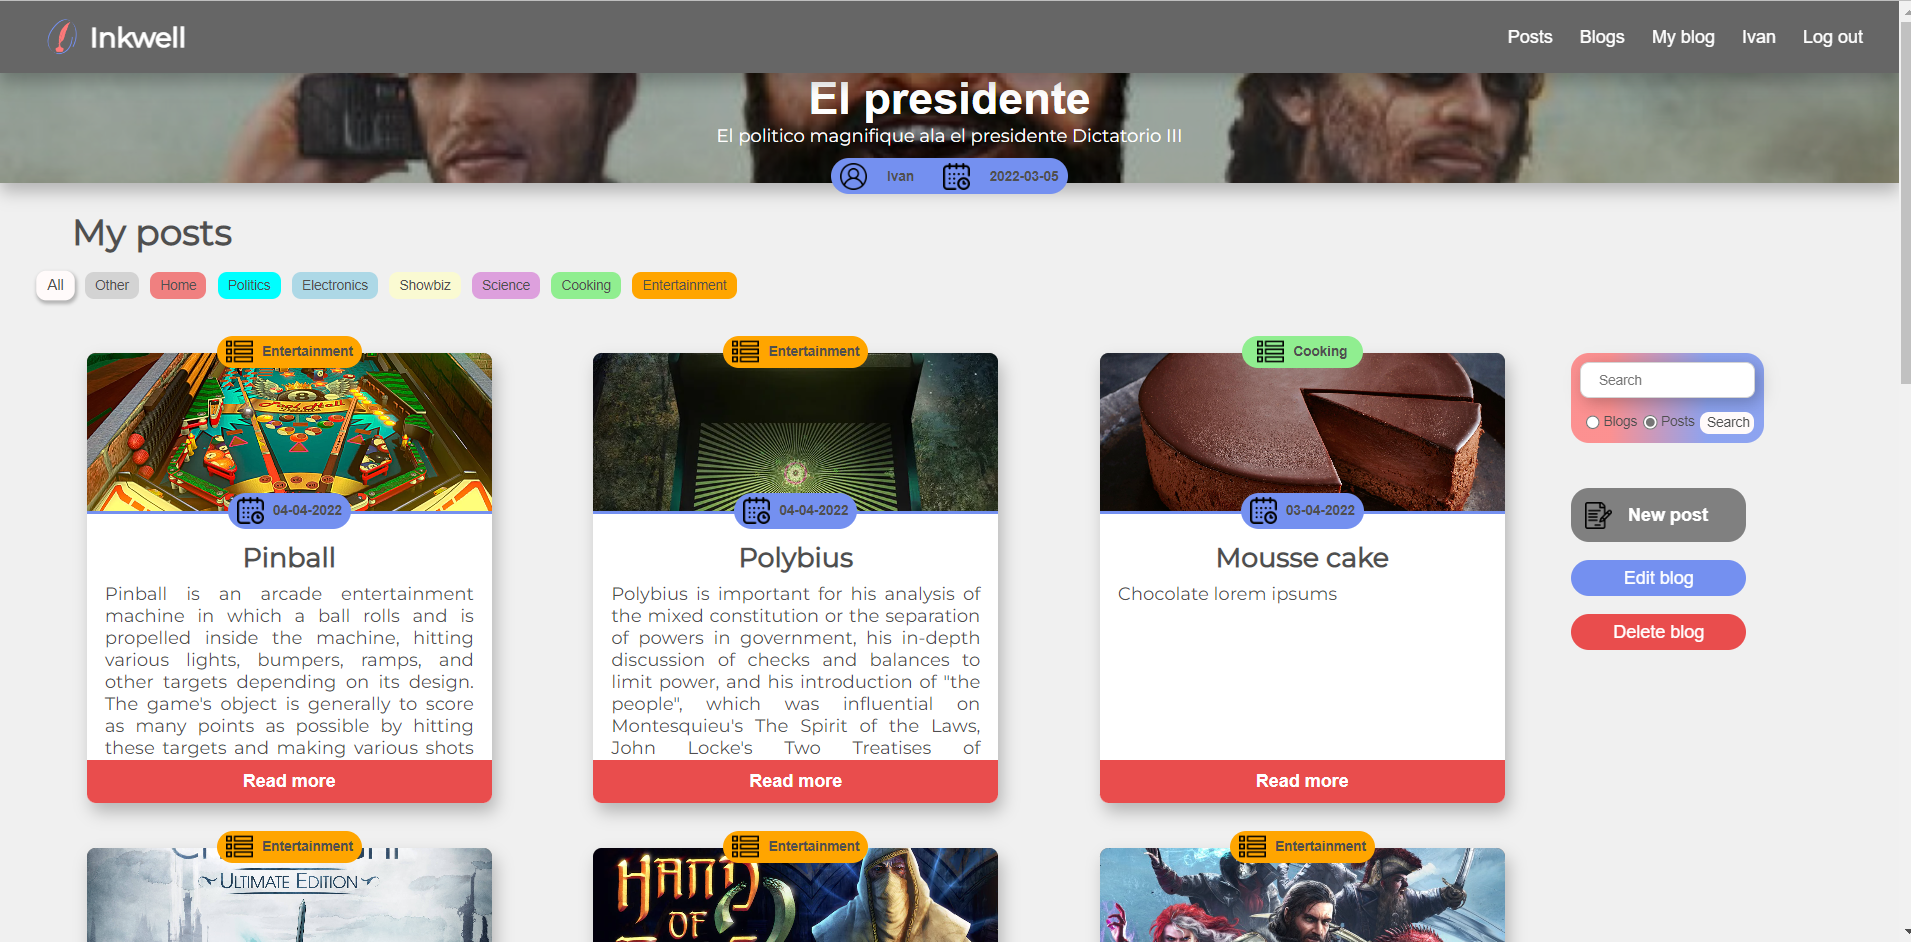 Inkwell
Posts Blogs My blog Ivan Log out
El presidente
El politico magnifique ala el presidente Dictatorio III
Ivan 2022-03-05
My posts
All Other Home Politics Electronics Showbiz Science Cooking Entertainment
Entertainment
04-04-2022
Pinball
Pinball is an arcade entertainment
machine in which a ball rolls and is
propelled inside the machine, hitting
various lights, bumpers, ramps, and
other targets depending on its design.
The game's object is generally to score
as many points as possible by hitting
these targets and making various shots
Read more
Entertainment
04-04-2022
Polybius
Polybius is important for his analysis of
the mixed constitution or the separation
of powers in government, his in-depth
discussion of checks and balances to
limit power, and his introduction of "the
people", which was influential on
Montesquieu's The Spirit of the Laws,
John Locke's Two Treatises of
Read more
Cooking
03-04-2022
Mousse cake
Chocolate lorem ipsums
Read more
Search
Blogs Posts Search
New post
Edit blog
Delete blog
Entertainment
ULTIMATE EDITION
Entertainment
HAND
OF
2
Entertainment